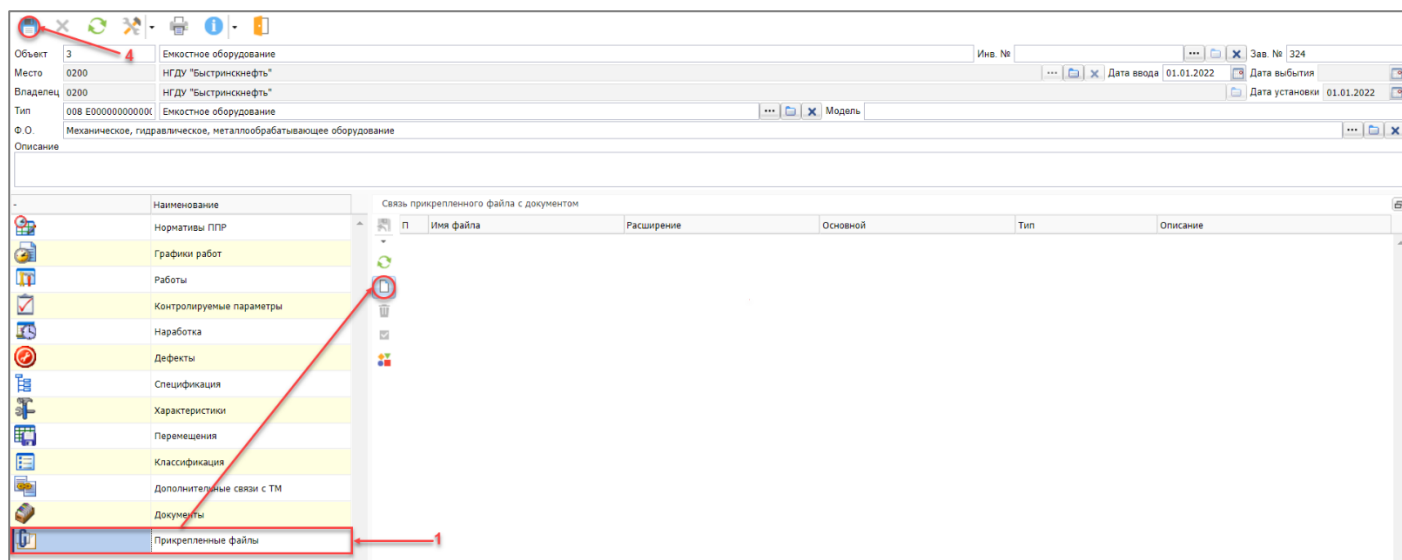 4
Объект 3 Емкостное оборудование Инв. № Зав. № 324
Место 0200 НГДУ "Быстринскнефть" Дата ввода 01.01.2022 Дата выбытия
Владелец 0200 НГДУ "Быстринскнефть" Дата установки 01.01.2022
Тип 008 E00000000000( Емкостное оборудование Модель
Ф.О. Механическое, гидравлическое, металлообрабатывающее оборудование
Описание
- Наименование
Связь прикрепленного файла с документом
П Имя файла Расширение Основной Тип Описание
Нормативы ППР
Графики работ
Работы
Контролируемые параметры
Наработка
Дефекты
Спецификация
Характеристики
Перемещения
Классификация
Дополнительные связи с ТМ
Документы
Прикрепленные файлы
1